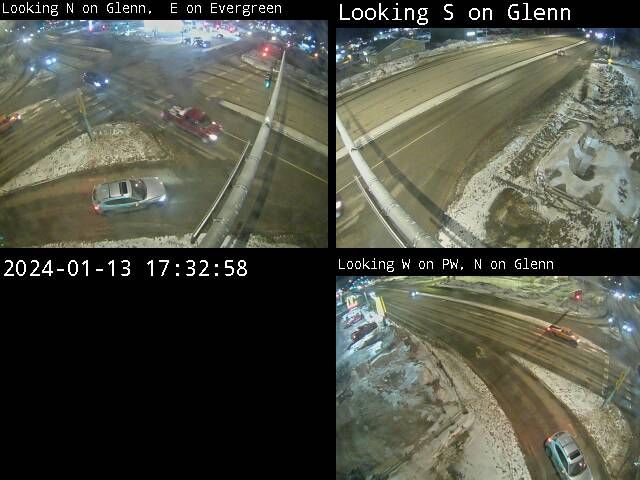 Looking N on Glenn, E on Evergreen
Looking S on Glenn
2024-01-13 17:32:58
Looking W on PW, N on Glenn